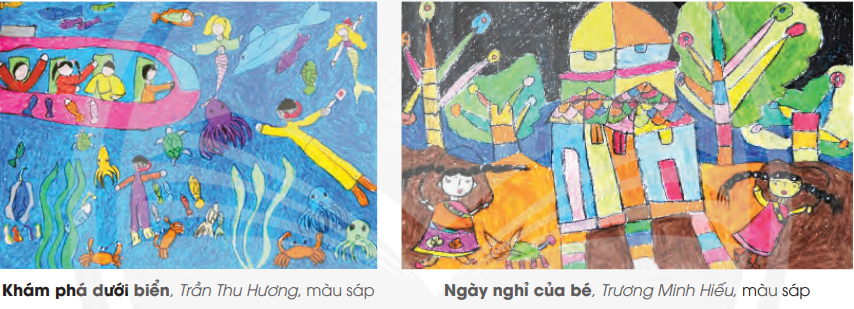 Khám phá dưới biển, Trần Thu Hương, màu sáp
Ngày nghỉ của bé, Trương Minh Hiếu, màu sáp